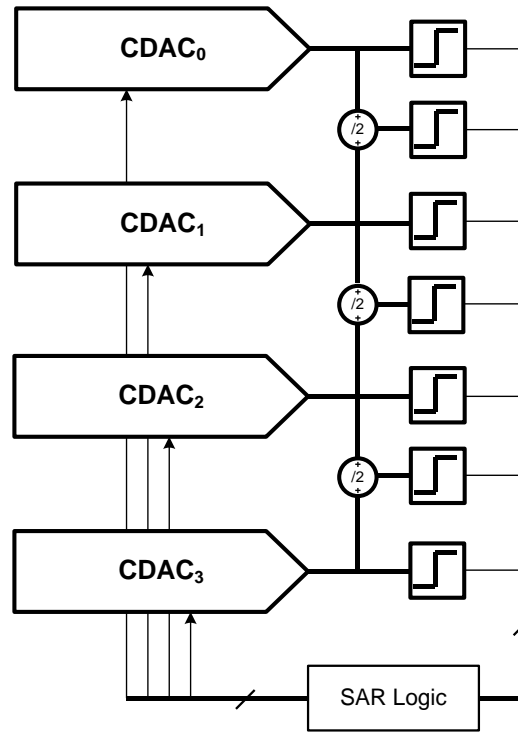 CDAC₀
+
/2
+
CDAC₁
+
/2
+
CDAC₂
+
/2
+
CDAC₃
SAR Logic